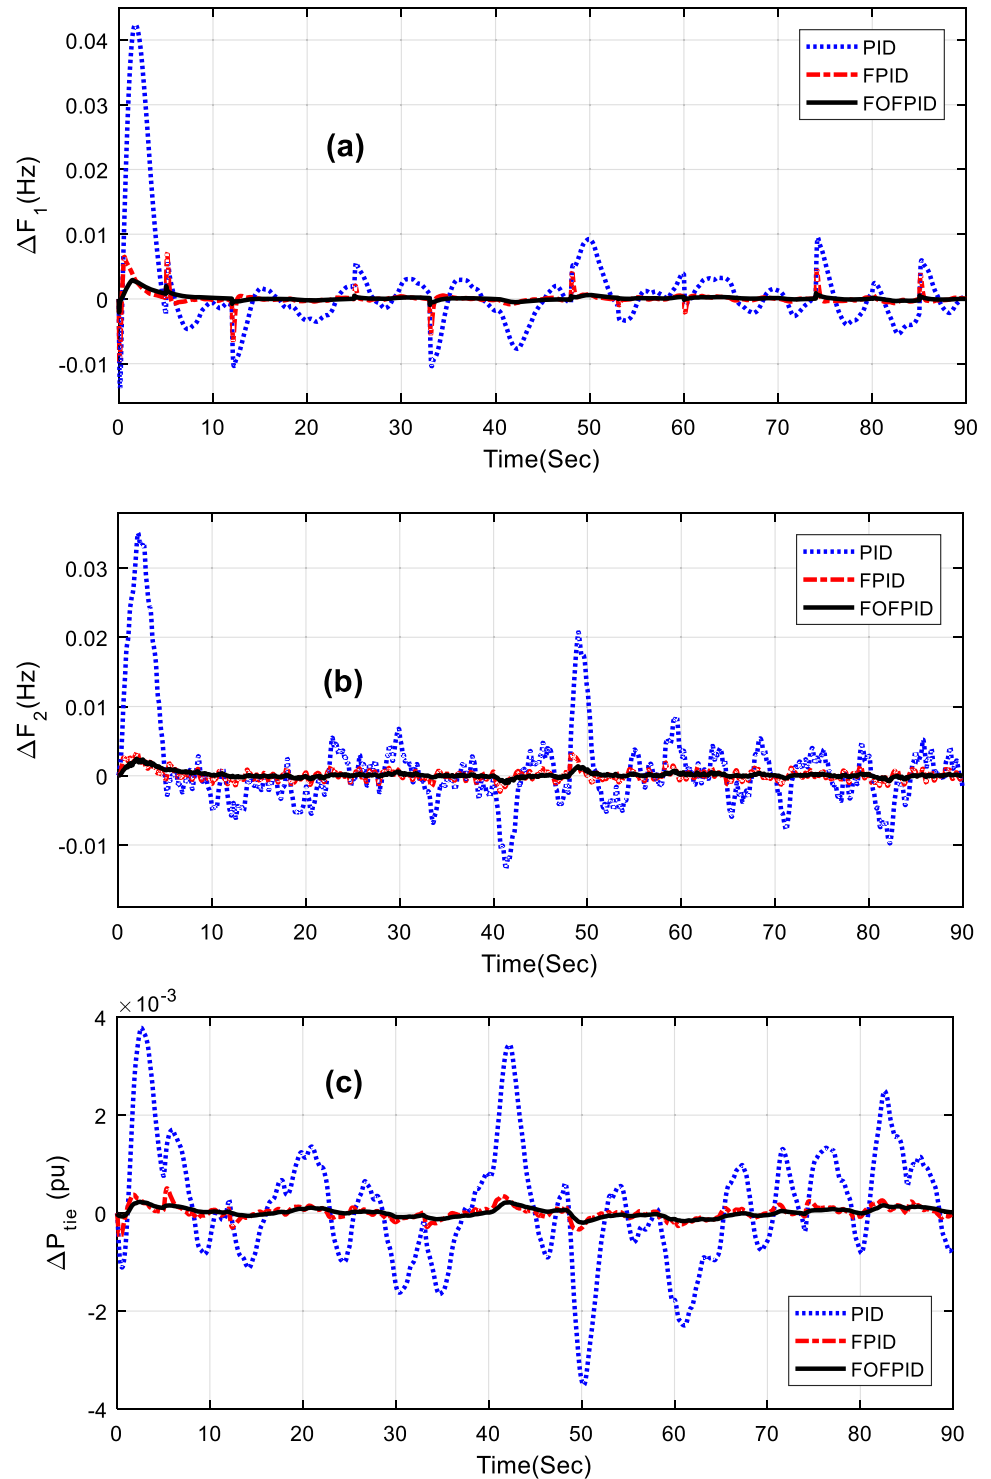 0.04
0.03
0.02
0.01
0
-0.01
ΔF1(Hz)
(a)
PID
FPID
FOFPID
0 10 20 30 40 50 60 70 80 90
Time(Sec)
0.03
0.02
0.01
0
-0.01
ΔF2(Hz)
(b)
PID
FPID
FOFPID
0 10 20 30 40 50 60 70 80 90
Time(Sec)
×10-3
4
2
0
-2
-4
ΔPtie (pu)
(c)
PID
FPID
FOFPID
0 10 20 30 40 50 60 70 80 90
Time(Sec)